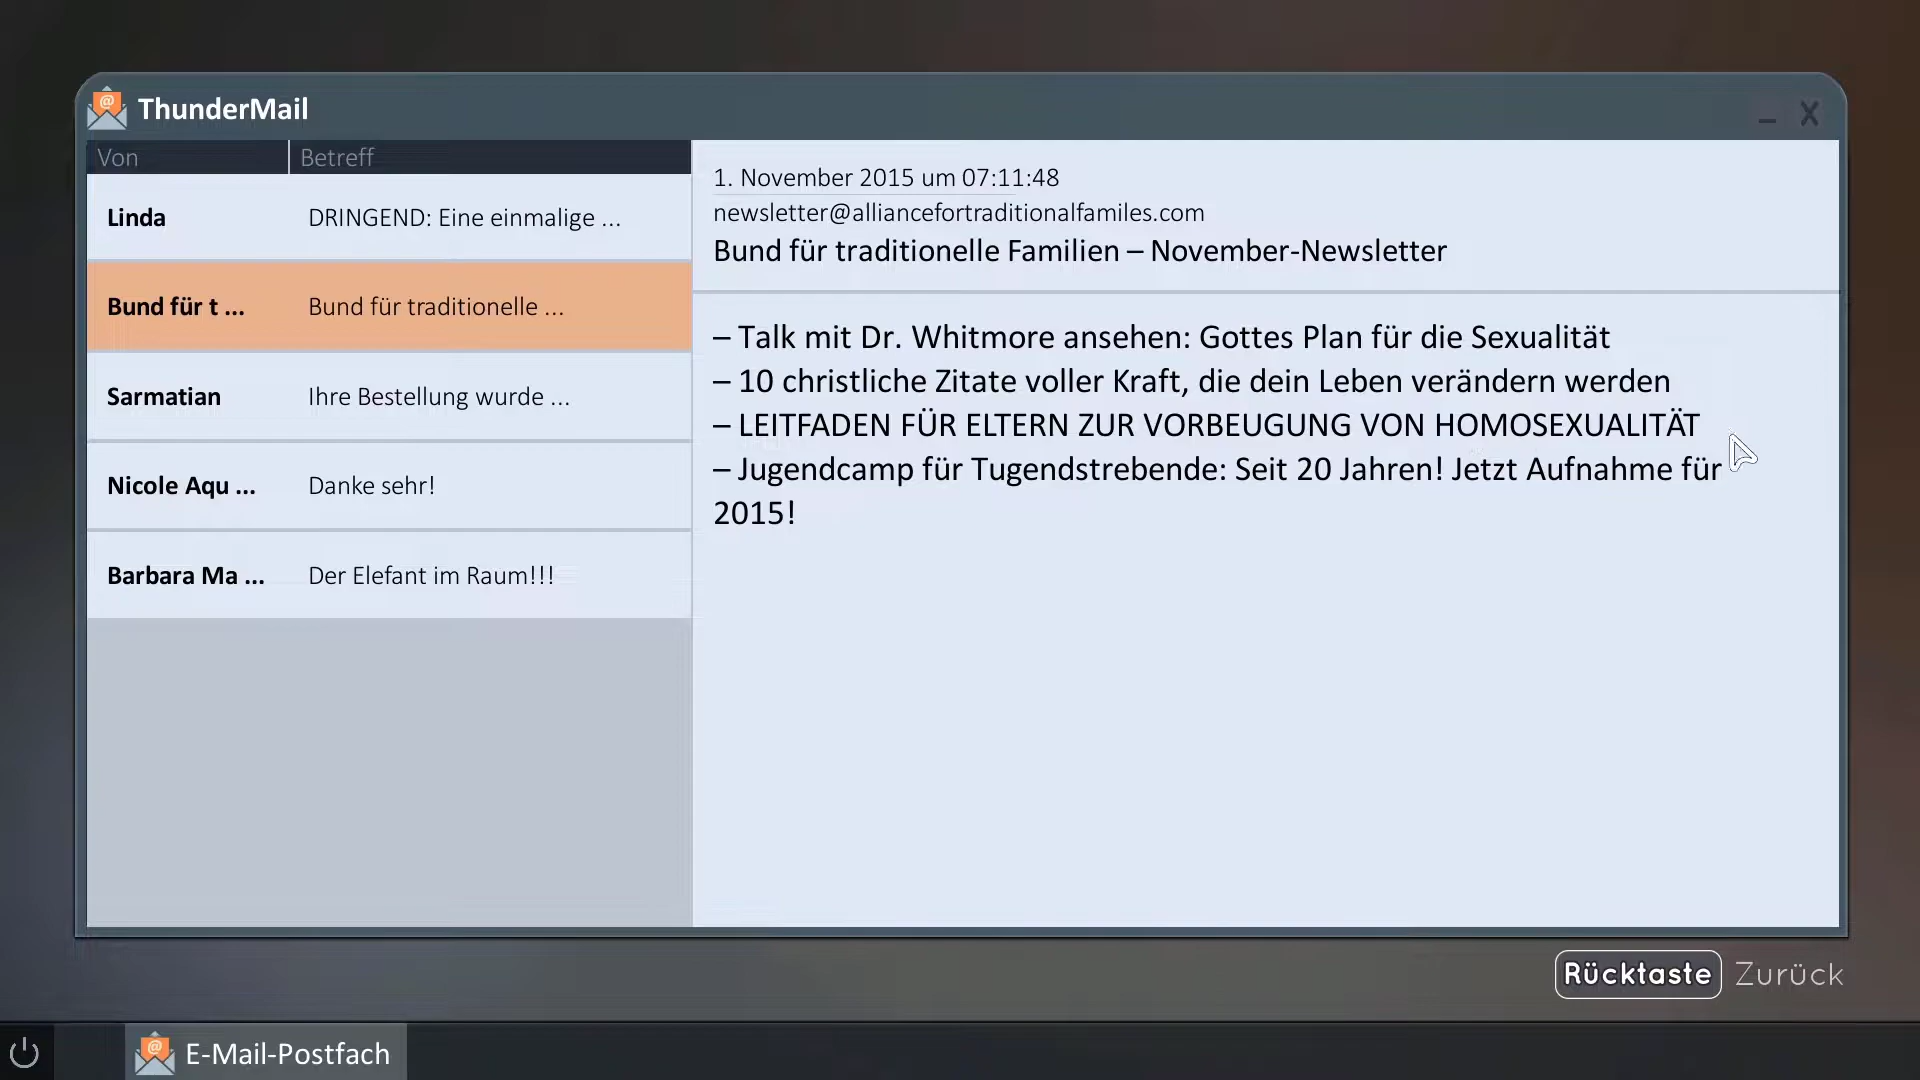 ThunderMail
Von Betreff
Linda DRINGEND: Eine einmalige ...
Bund für t ... Bund für traditionelle ...
Sarmatian Ihre Bestellung wurde ...
Nicole Aqu ... Danke sehr!
Barbara Ma ... Der Elefant im Raum!!!
1. November 2015 um 07:11:48
newsletter@alliancefortraditionalfamiles.com
Bund für traditionelle Familien – November-Newsletter
– Talk mit Dr. Whitmore ansehen: Gottes Plan für die Sexualität
– 10 christliche Zitate voller Kraft, die dein Leben verändern werden
– LEITFADEN FÜR ELTERN ZUR VORBEUGUNG VON HOMOSEXUALITÄT
– Jugendcamp für Tugendstrebende: Seit 20 Jahren! Jetzt Aufnahme für
2015!
Rücktaste Zurück
E-Mail-Postfach